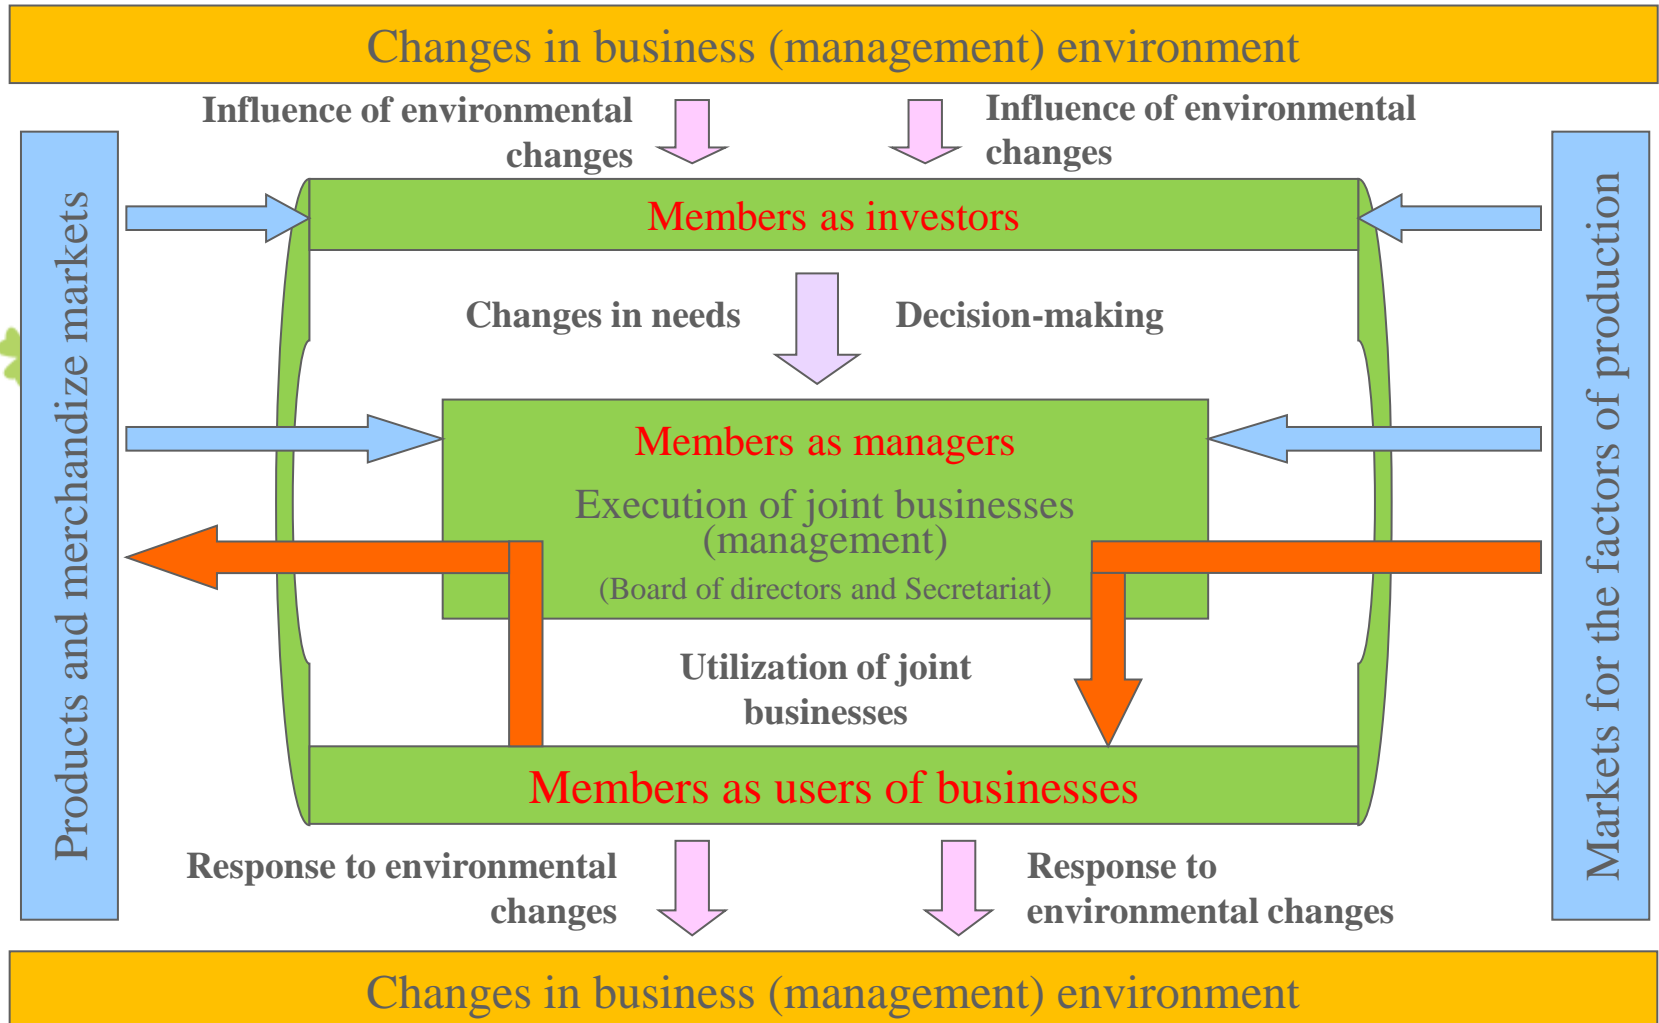 Changes in business (management) environment
Influence of environmental
changes
Influence of environmental
changes
Products and merchandize markets
Members as investors
Markets for the factors of production
Changes in needs
Decision-making
Members as managers
Execution of joint businesses
(management)
(Board of directors and Secretariat)
Utilization of joint
businesses
Members as users of businesses
Response to environmental
changes
Response to
environmental changes
Changes in business (management) environment